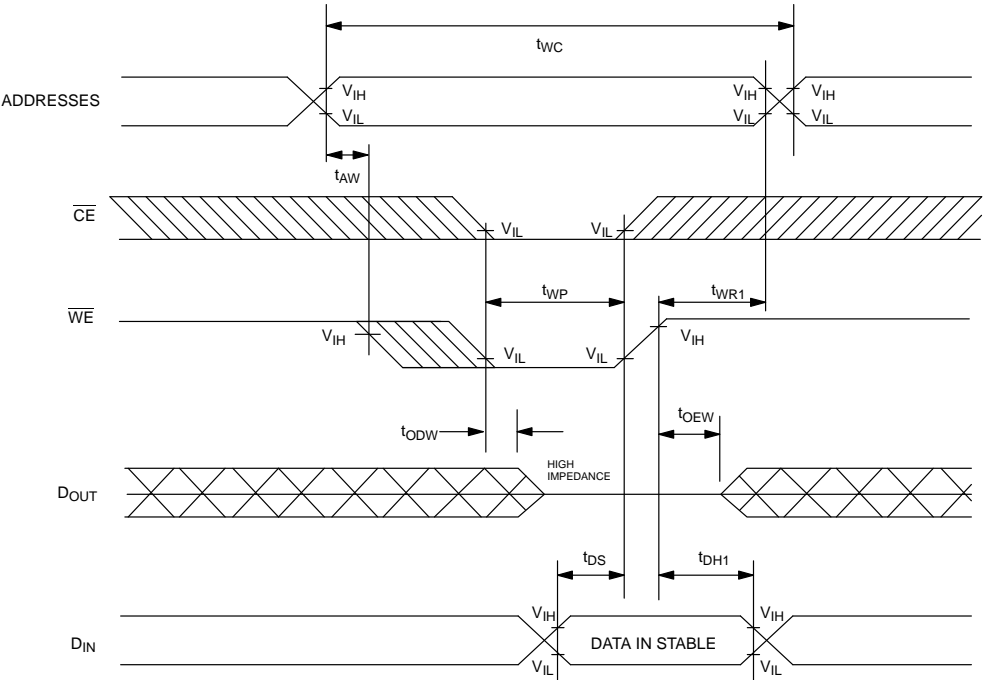 tWC
ADDRESSES
VIH VIH VIH
VIL VIL VIL
tAW
CE
VIL VIL
tWP tWR1
WE
VIH VIH
VIL VIL
tODW tOEW
HIGH
IMPEDANCE
DOUT
tDS tDH1
VIH VIH
DIN DATA IN STABLE
VIL VIL